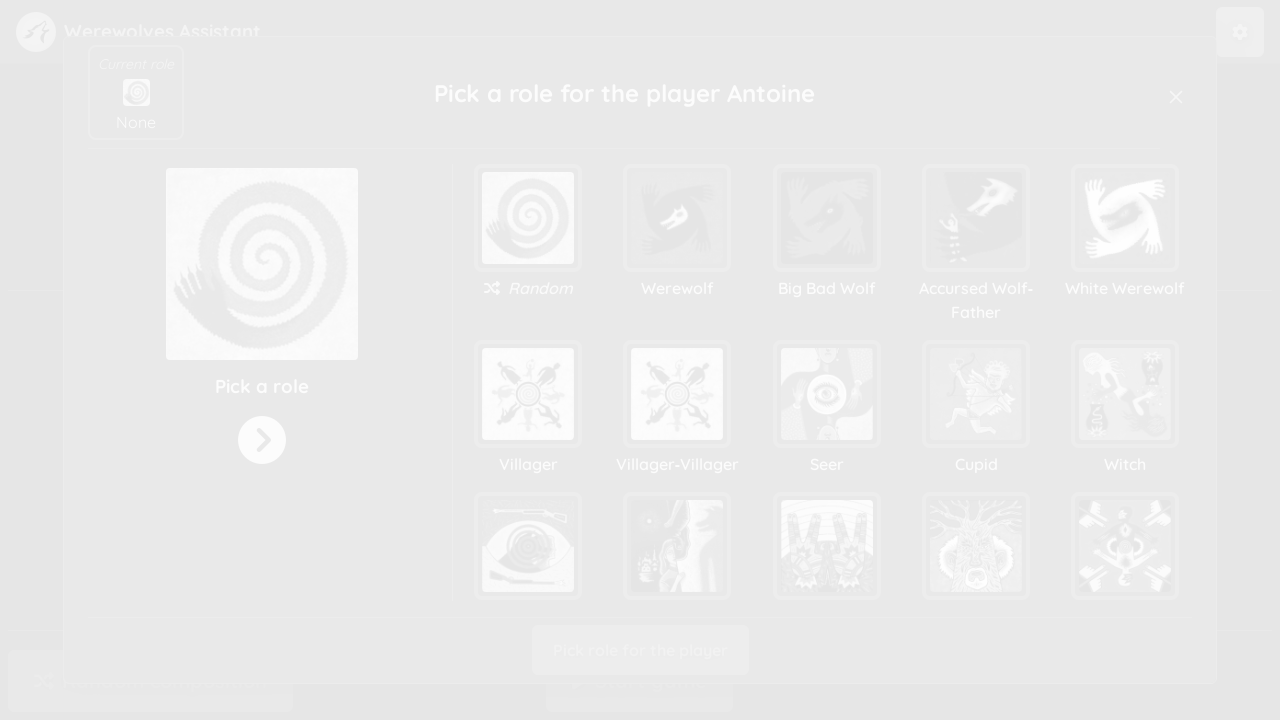 Werewolves Assistant
Current role
None
Pick a role for the player Antoine
Pick a role
Random
Werewolf
Big Bad Wolf
Accursed Wolf-
Father
White Werewolf
Villager
Villager-Villager
Seer
Cupid
Witch
Pick role for the player